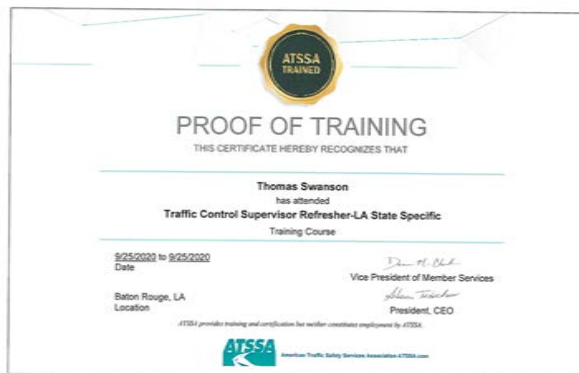 ATSSA
TRAINED
PROOF OF TRAINING
THIS CERTIFICATE HEREBY RECOGNIZES THAT
Thomas Swanson
has attended
Traffic Control Supervisor Refresher-LA State Specific
Training Course
9/25/2020 to 9/25/2020
Date
Vice President of Member Services
Baton Rouge, LA
Location
President, CEO
ATSSA provides training and certification but neither constitutes employment by ATSSA.
ATSSA American Traffic Safety Services Association-ATSSA.com